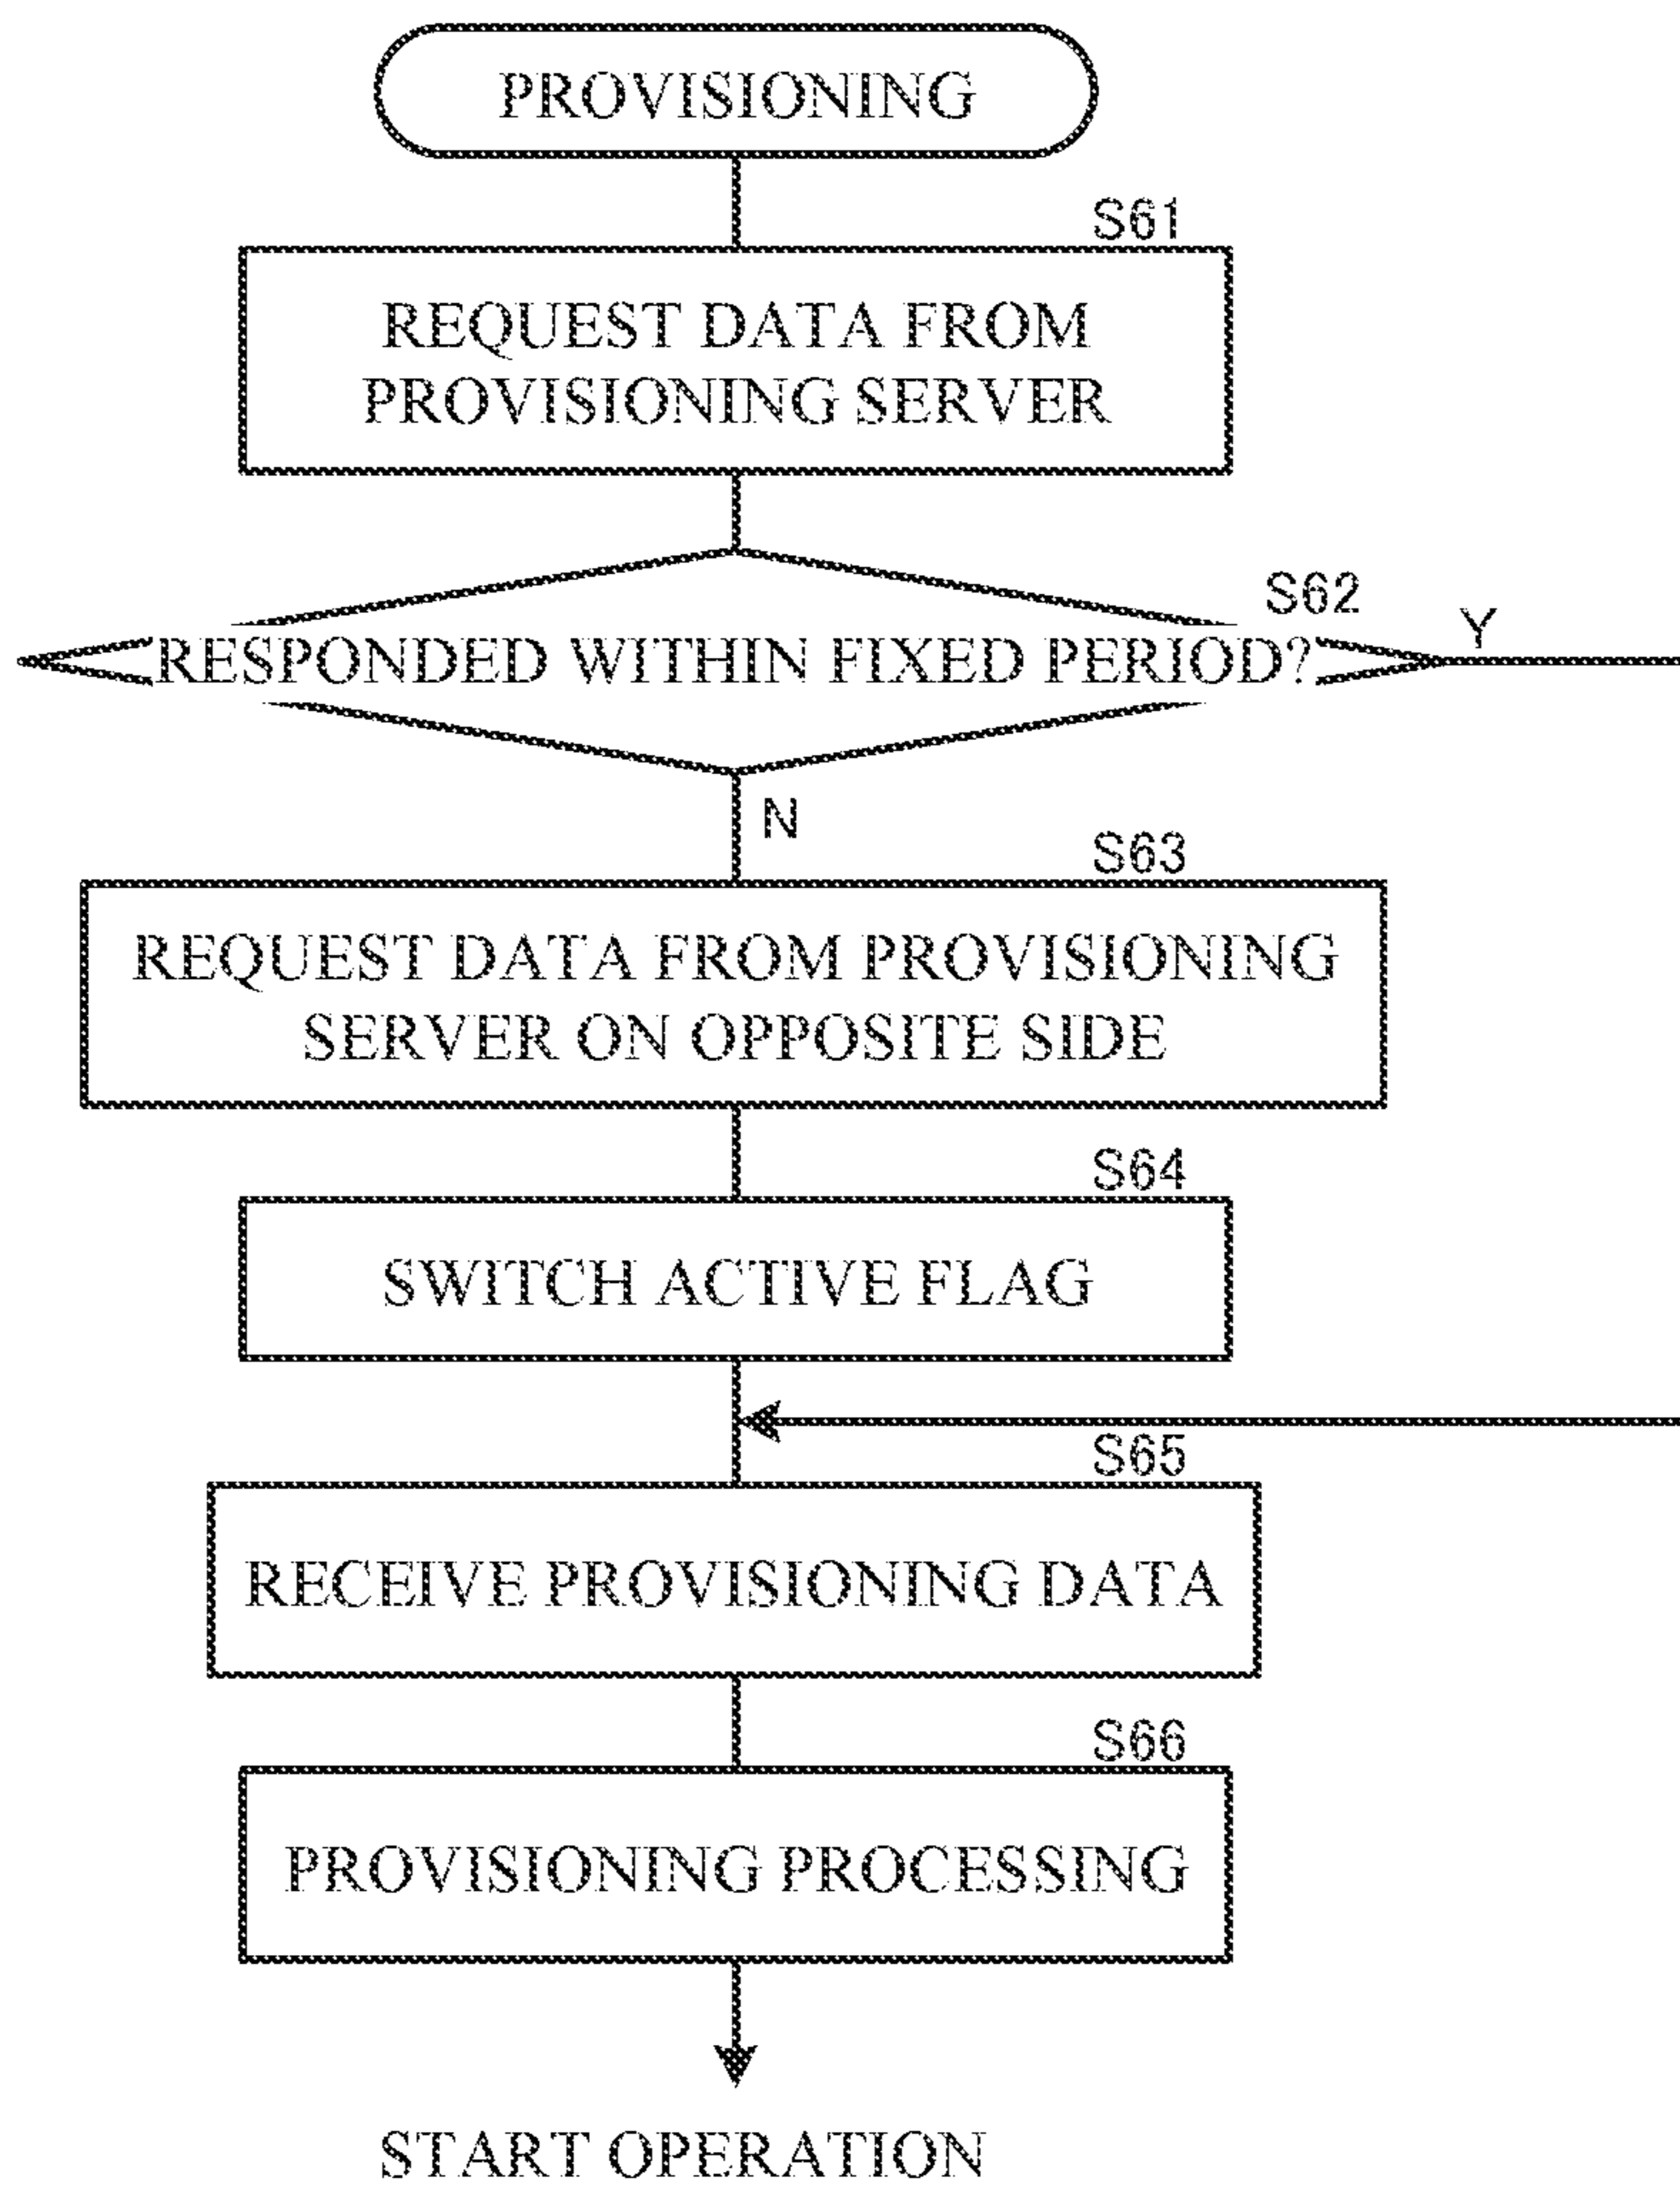 PROVISIONING
S61
REQUEST DATA FROM
PROVISIONING SERVER
S62
RESPONDED WITHIN FIXED PERIOD?
Y
N
S63
REQUEST DATA FROM PROVISIONING
SERVER ON OPPOSITE SIDE
S64
SWITCH ACTIVE FLAG
S65
RECEIVE PROVISIONING DATA
S66
PROVISIONING PROCESSING
START OPERATION